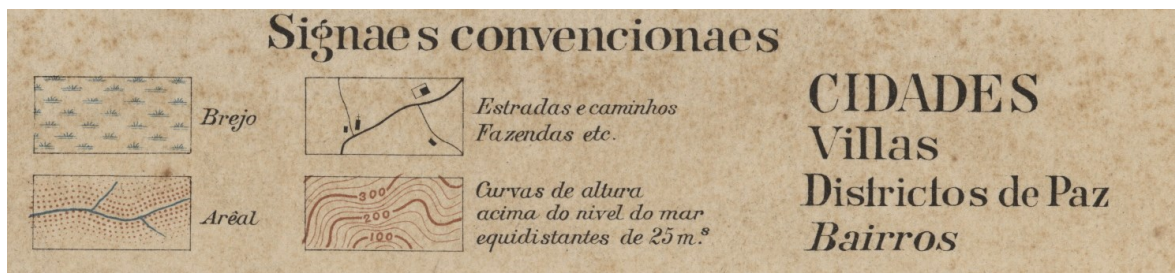 Signaes convencionaes
Brejo
Estradas e caminhos
Fazendas etc.
Arêal
300
200
100
Curvas de altura
acima do nivel do mar
equidistantes de 25 m.s
CIDADES
Villas
Districtos de Paz
Bairros